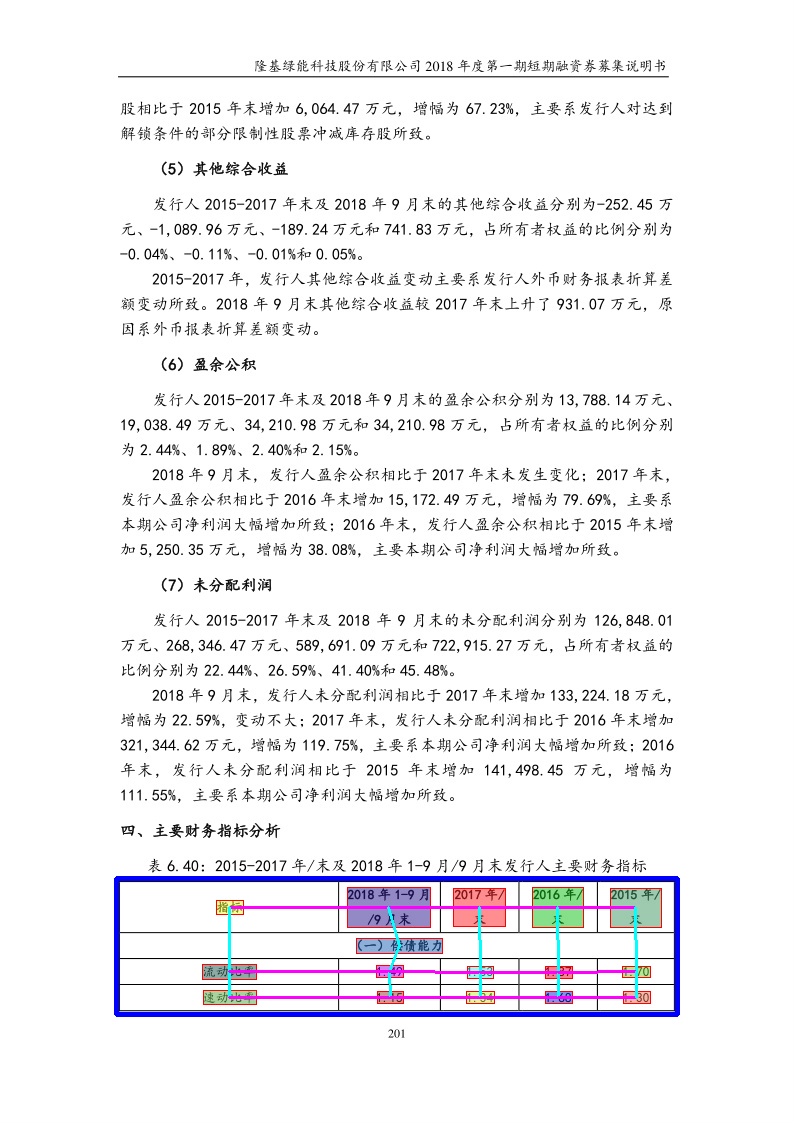 隆基绿能科技股份有限公司 2018 年度第一期短期融资券募集说明书
股相比于 2015 年末增加 6,064.47 万元，增幅为 67.23%，主要系发行人对达到
解锁条件的部分限制性股票冲减库存股所致。
（5）其他综合收益
发行人 2015-2017 年末及 2018 年 9 月末的其他综合收益分别为-252.45 万
元、-1,089.96 万元、-189.24 万元和 741.83 万元，占所有者权益的比例分别为
-0.04%、-0.11%、-0.01%和 0.05%。
2015-2017 年，发行人其他综合收益变动主要系发行人外币财务报表折算差
额变动所致。2018 年 9 月末其他综合收益较 2017 年末上升了 931.07 万元，原
因系外币报表折算差额变动。
（6）盈余公积
发行人 2015-2017 年末及 2018 年 9 月末的盈余公积分别为 13,788.14 万元、
19,038.49 万元、34,210.98 万元和 34,210.98 万元，占所有者权益的比例分别
为 2.44%、1.89%、2.40%和 2.15%。
2018 年 9 月末，发行人盈余公积相比于 2017 年末未发生变化；2017 年末，
发行人盈余公积相比于 2016 年末增加 15,172.49 万元，增幅为 79.69%，主要系
本期公司净利润大幅增加所致；2016 年末，发行人盈余公积相比于 2015 年末增
加 5,250.35 万元，增幅为 38.08%，主要本期公司净利润大幅增加所致。
（7）未分配利润
发行人 2015-2017 年末及 2018 年 9 月末的未分配利润分别为 126,848.01
万元、268,346.47 万元、589,691.09 万元和 722,915.27 万元，占所有者权益的
比例分别为 22.44%、26.59%、41.40%和 45.48%。
2018 年 9 月末，发行人未分配利润相比于 2017 年末增加 133,224.18 万元，
增幅为 22.59%，变动不大；2017 年末，发行人未分配利润相比于 2016 年末增加
321,344.62 万元，增幅为 119.75%，主要系本期公司净利润大幅增加所致；2016
年末，发行人未分配利润相比于 2015 年末增加 141,498.45 万元，增幅为
111.55%，主要系本期公司净利润大幅增加所致。
四、主要财务指标分析
表 6.40：2015-2017 年/末及 2018 年 1-9 月/9 月末发行人主要财务指标
指标 2018 年 1-9 月 2017 年/ 2016 年/ 2015 年/
/9 月末 末 末 末
（一）偿债能力
流动比率 1.49
速动比率 1.15 1.68
201